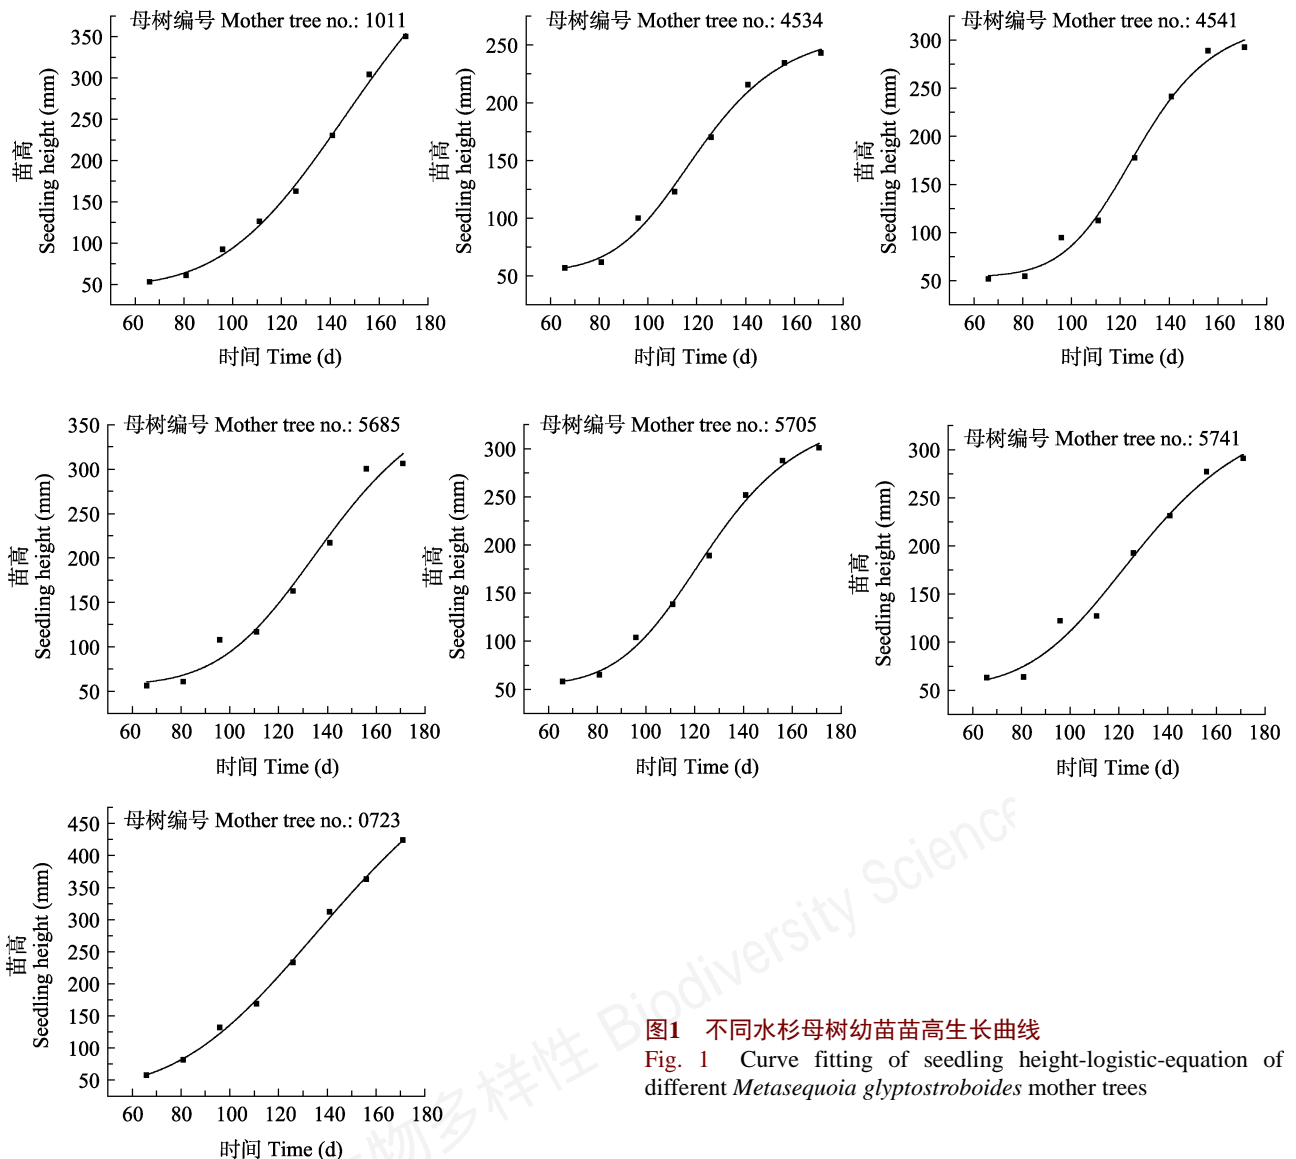 母树编号 Mother tree no.: 1011
350
300
250
200
150
100
50
苗高
Seedling height (mm)
60 80 100 120 140 160 180
时间 Time (d)
母树编号 Mother tree no.: 4534
250
200
150
100
50
苗高
Seedling height (mm)
60 80 100 120 140 160 180
时间 Time (d)
母树编号 Mother tree no.: 4541
300
250
200
150
100
50
苗高
Seedling height (mm)
60 80 100 120 140 160 180
时间 Time (d)
母树编号 Mother tree no.: 5685
350
300
250
200
150
100
50
苗高
Seedling height (mm)
60 80 100 120 140 160 180
时间 Time (d)
母树编号 Mother tree no.: 5705
300
250
200
150
100
50
苗高
Seedling height (mm)
60 80 100 120 140 160 180
时间 Time (d)
母树编号 Mother tree no.: 5741
300
250
200
150
100
50
苗高
Seedling height (mm)
60 80 100 120 140 160 180
时间 Time (d)
母树编号 Mother tree no.: 0723
450
400
350
300
250
200
150
100
50
苗高
Seedling height (mm)
60 80 100 120 140 160 180
时间 Time (d)
图1 不同水杉母树幼苗苗高生长曲线
Fig. 1 Curve fitting of seedling height-logistic-equation of
different Metasequoia glyptostroboides mother trees
物多样性 Biodiversity Science